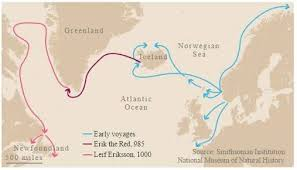 Greenland
Norwegian
Sea
Iceland
Atlantic
Ocean
Newfoundland
500 miles
Early voyages
Erik the Red, 985
Leif Eriksson, 1000
Source: Smithsonian Institution
National Museum of Natural History